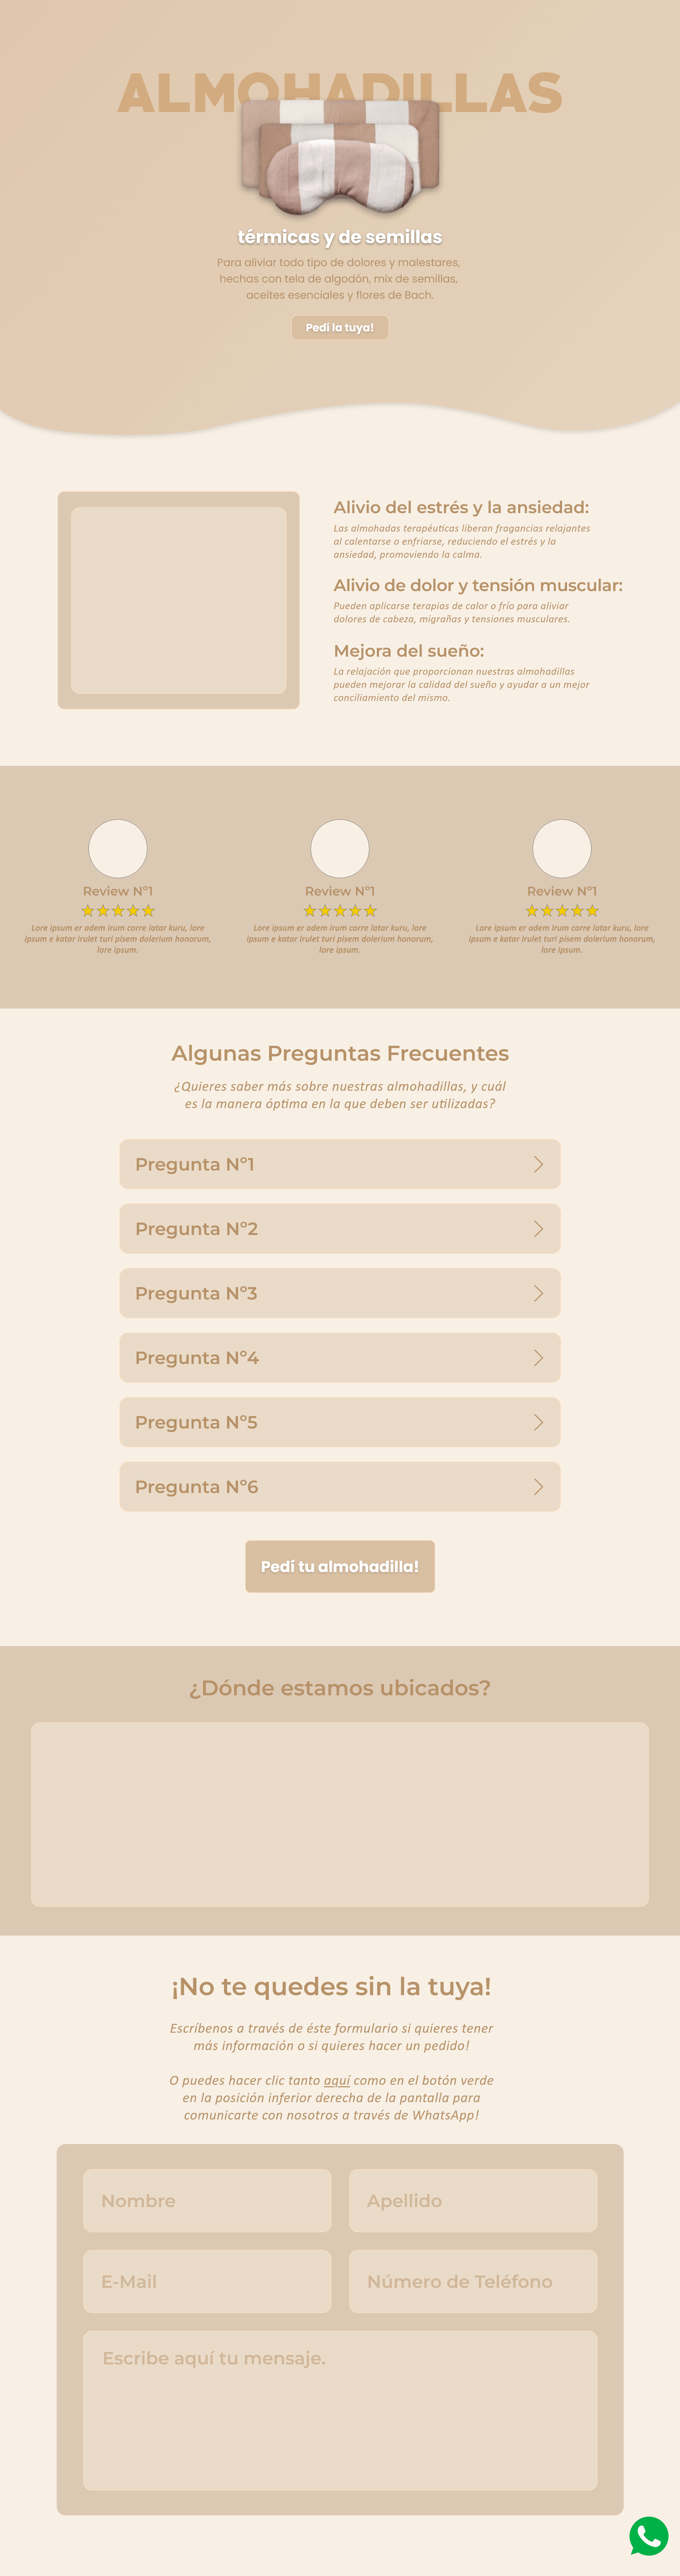 ALMOHADILLAS
térmicas y de semillas
Para aliviar todo tipo de dolores y malestares,
hechas con tela de algodón, mix de semillas,
aceites esenciales y flores de Bach.
Pedí la tuya!
Alivio del estrés y la ansiedad:
Las almohadas terapéuticas liberan fragancias relajantes
al calentarse o enfriarse, reduciendo el estrés y la
ansiedad, promoviendo la calma.
Alivio de dolor y tensión muscular:
Pueden aplicarse terapias de calor o frío para aliviar
dolores de cabeza, migrañas y tensiones musculares.
Mejora del sueño:
La relajación que proporcionan nuestras almohadillas
pueden mejorar la calidad del sueño y ayudar a un mejor
conciliamiento del mismo.
Review N°1
Lore ipsum er adem irum corre latar kuru, lore
ipsum e katar irulet turi pisem dolerium honorum,
lore ipsum.
Review N°1
Lore ipsum er adem irum corre latar kuru, lore
ipsum e katar irulet turi pisem dolerium honorum,
lore ipsum.
Review N°1
Lore ipsum er adem irum corre latar kuru, lore
ipsum e katar irulet turi pisem dolerium honorum,
lore ipsum.
Algunas Preguntas Frecuentes
¿Quieres saber más sobre nuestras almohadillas, y cuál
es la manera óptima en la que deben ser utilizadas?
Pregunta N°1
Pregunta N°2
Pregunta N°3
Pregunta N°4
Pregunta N°5
Pregunta N°6
Pedí tu almohadilla!
¿Dónde estamos ubicados?
¡No te quedes sin la tuya!
Escríbenos a través de éste formulario si quieres tener
más información o si quieres hacer un pedido!
O puedes hacer clic tanto aquí como en el botón verde
en la posición inferior derecha de la pantalla para
comunicarte con nosotros a través de WhatsApp!
Nombre
Apellido
E-Mail
Número de Teléfono
Escribe aquí tu mensaje.